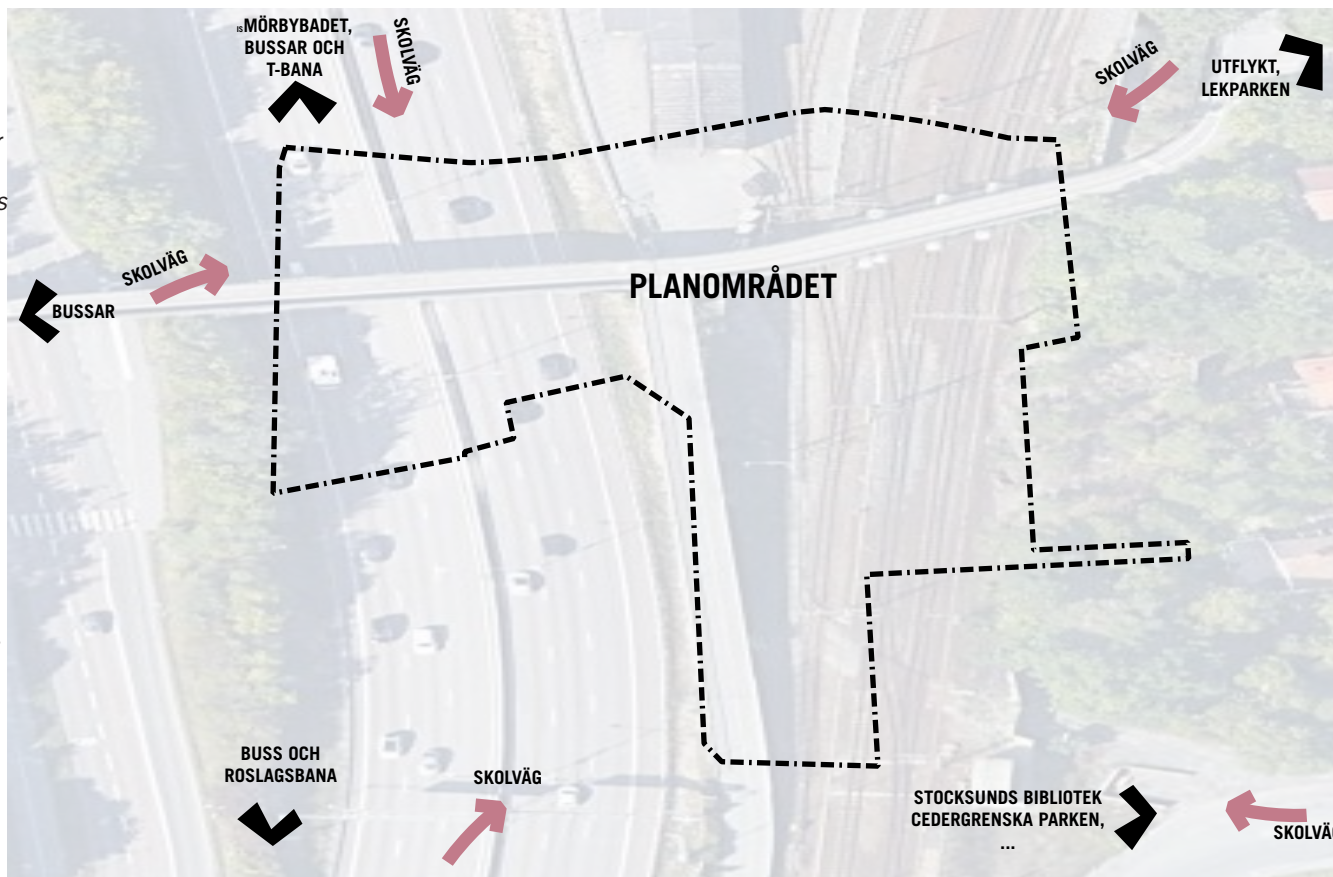 MÖRBYBADET,
BUSSAR OCH
T-BANA
SKOLVÄG
SKOLVÄG
UTFLYKT,
LEKPARKEN
SKOLVÄG
BUSSAR
PLANOMRÅDET
BUSS OCH
ROSLAGSBANA
SKOLVÄG
STOCKSUNDS BIBLIOTEK
CEDERGRENSKA PARKEN,
...
SKOLVÄG